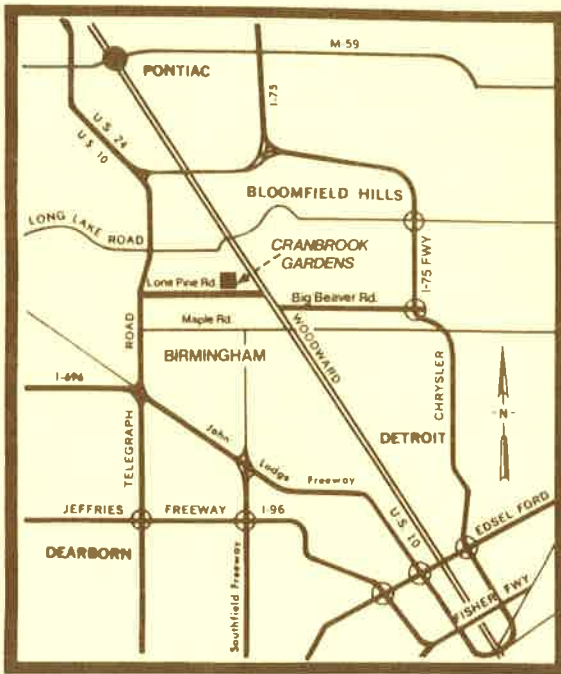 M-59
PONTIAC
I-75
U.S. 24
U.S. 10
BLOOMFIELD HILLS
LONG LAKE
ROAD
CRANBROOK
GARDENS
I-75 FWY
Lone Pine Rd.
Big Beaver Rd.
Maple Rd.
ROAD
WOODWARD
BIRMINGHAM
I-696
CHRYSLER
-N-
TELEGRAPH
John
Lodge
Freeway
DETROIT
JEFFRIES FREEWAY I-96
U.S. 10
EDSEL FORD
DEARBORN
Southfield Freeway
FISHER FWY